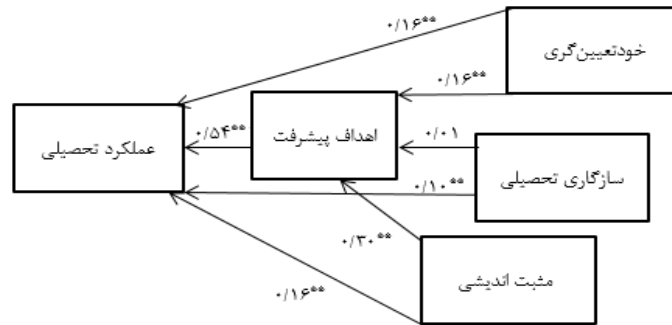 ۰/۱۶**
خودتعیین‌گری
۰/۱۶**
اهداف پیشرفت
۰/۵۴**
عملکرد تحصیلی
۰/۰۱
سازگاری تحصیلی
۰/۱۰**
۰/۳۰**
مثبت اندیشی
۰/۱۶**